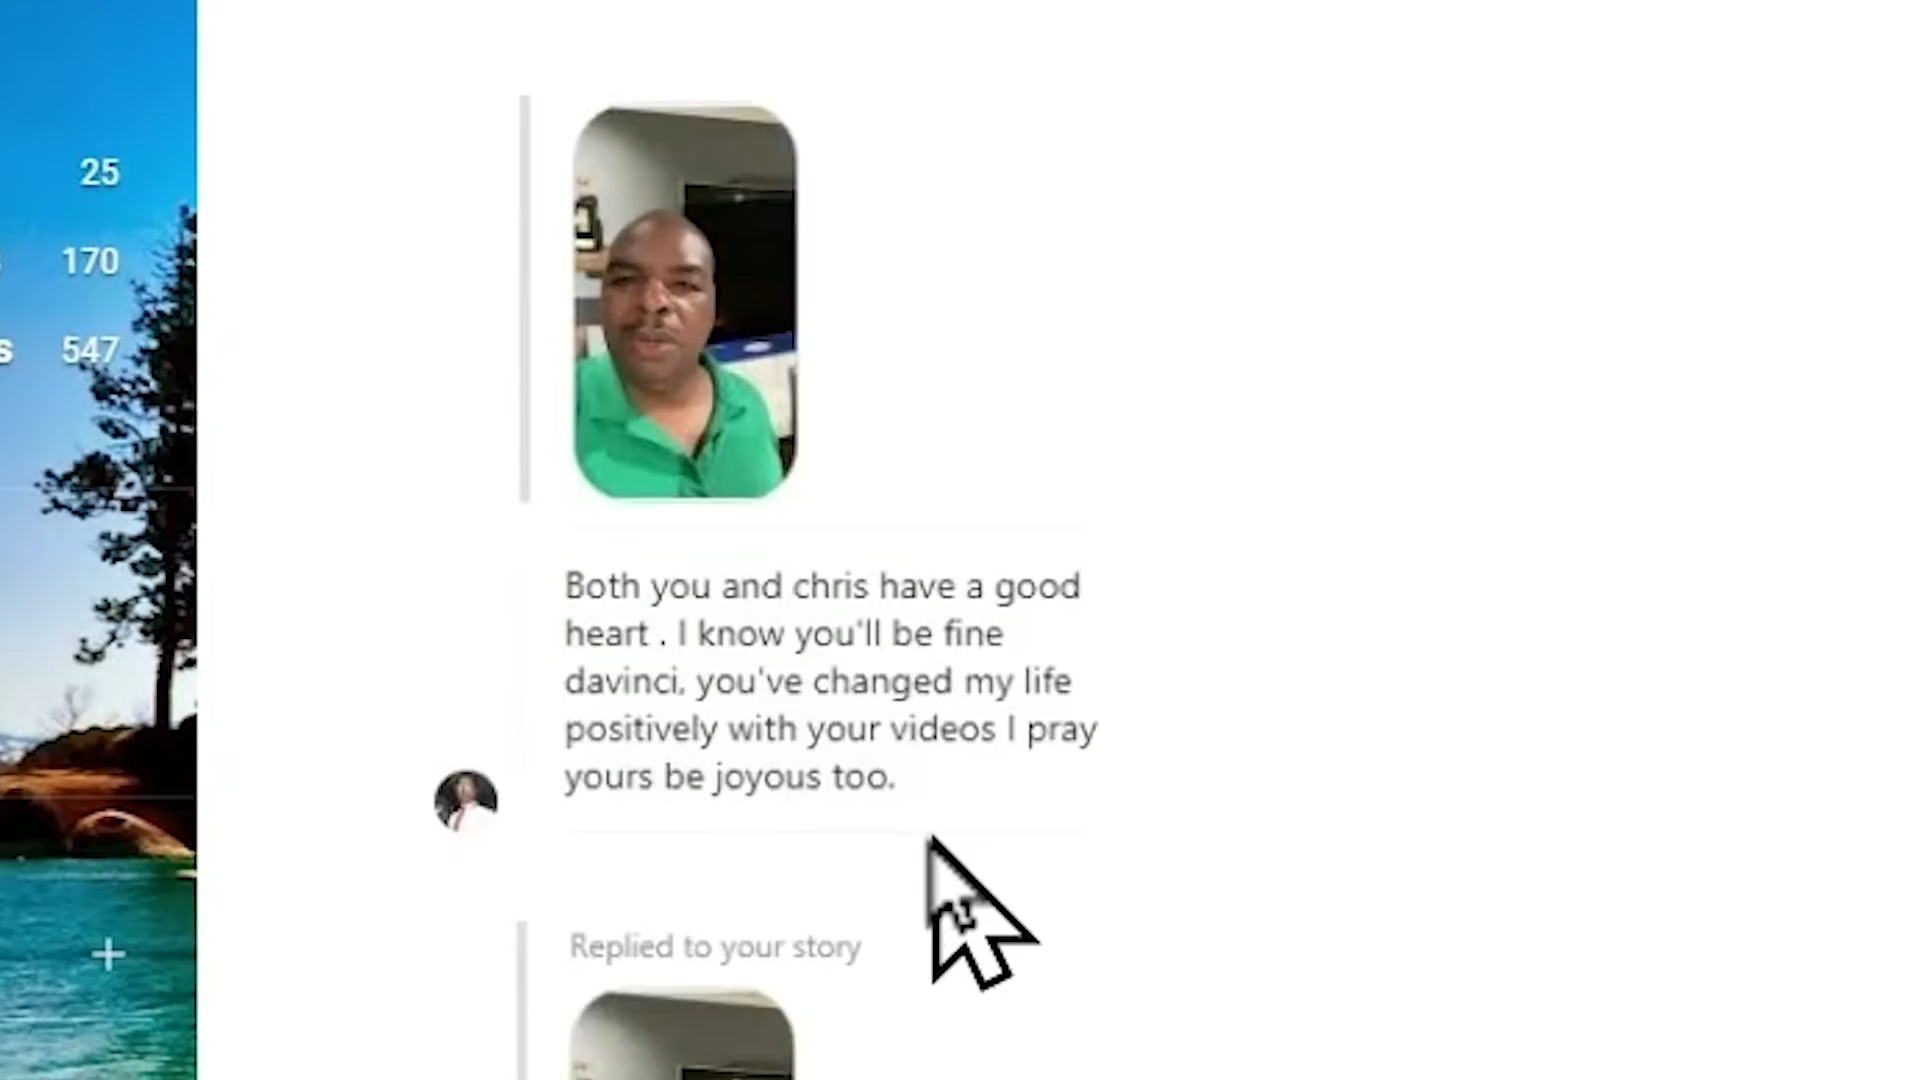 25
170
s 547
Both you and chris have a good
heart . I know you'll be fine
davinci, you've changed my life
positively with your videos I pray
yours be joyous too.
Replied to your story